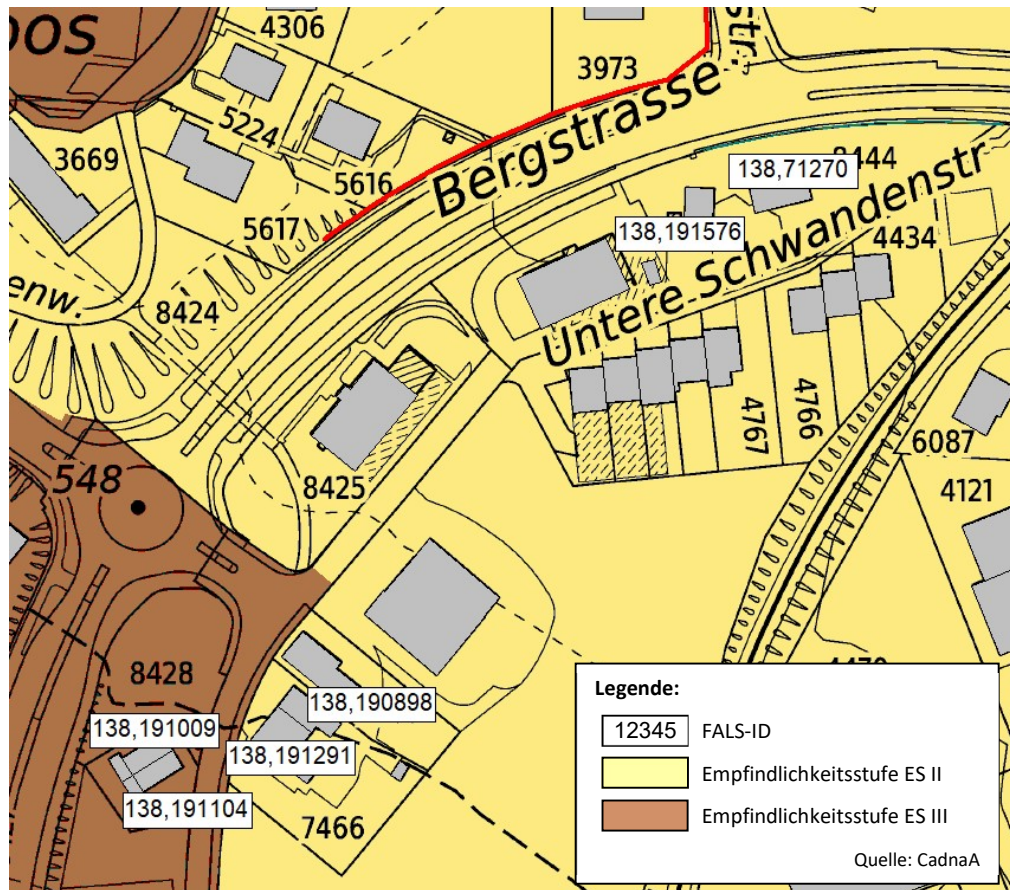 oos
4306
3973
str.
5224
3669
5616
Bergstrasse
8444
138,71270
5617
138,191576
4434
enw.
8424
Untere Schwandenstr
4767
4766
6087
548
8425
4121
8428
138,190898
138,191009
138,191291
138,191104
7466
Legende:
12345 FALS-ID
Empfindlichkeitsstufe ES II
Empfindlichkeitsstufe ES III
Quelle: CadnaA